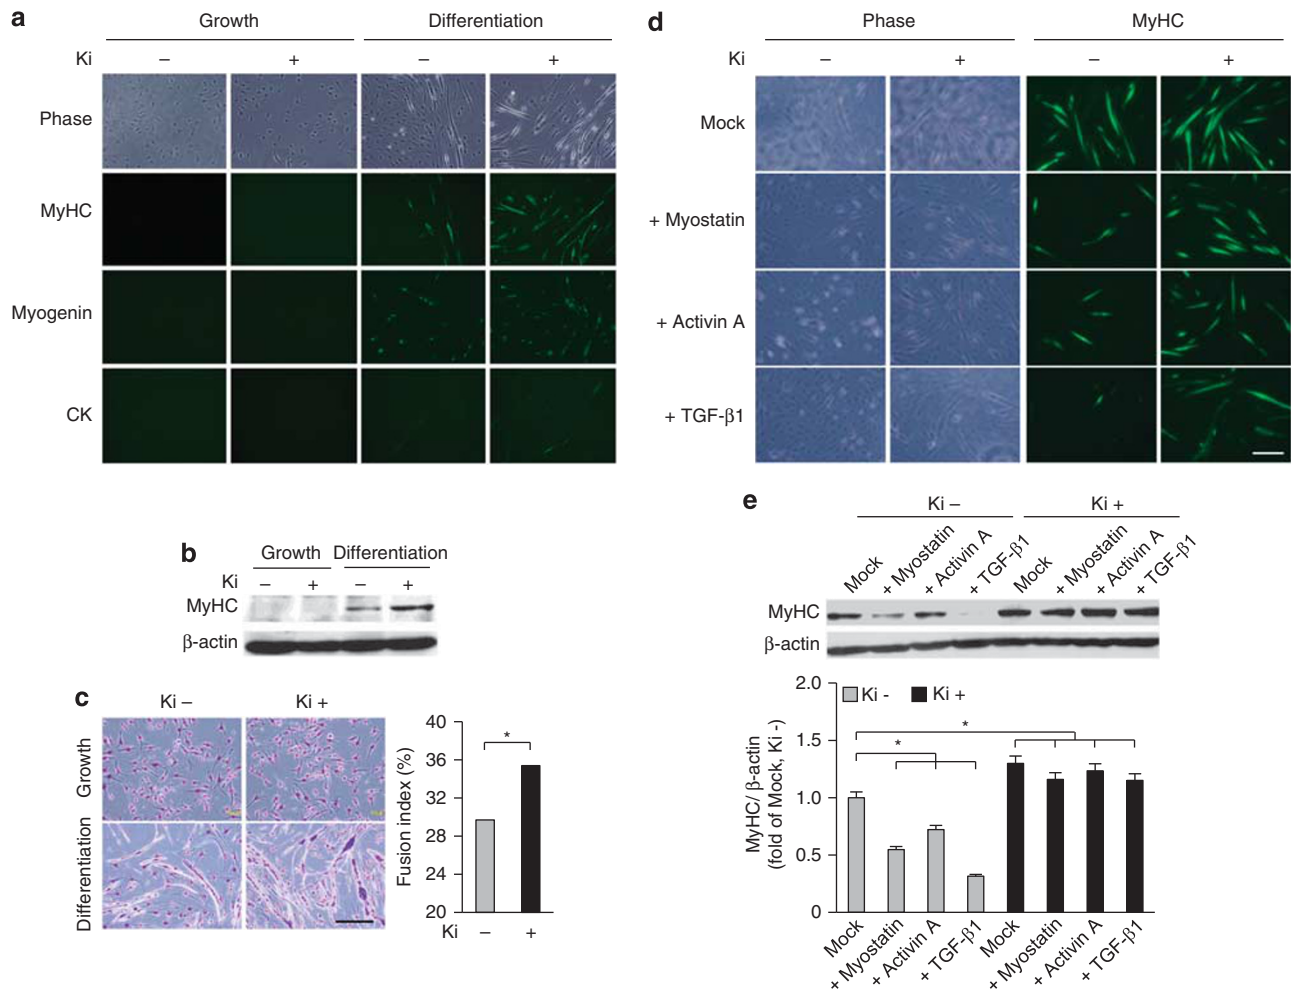 a
Growth Differentiation
Ki – + – +
Phase
MyHC
Myogenin
CK
b
Growth Differentiation
Ki – + – +
MyHC
β-actin
c
Ki – Ki +
Growth
Differentiation
Fusion index (%)
40
36
32
28
24
20
*
Ki – +
d
Phase MyHC
Ki – + – +
Mock
+ Myostatin
+ Activin A
+ TGF-β1
e
Ki – Ki +
Mock + Myostatin + Activin A + TGF-β1 Mock + Myostatin + Activin A + TGF-β1
MyHC
β-actin
MyHC/ β-actin
(fold of Mock, Ki -)
2.0
1.5
1.0
0.5
0
Ki - Ki +
*
*
Mock + Myostatin + Activin A + TGF-β1 Mock + Myostatin + Activin A + TGF-β1